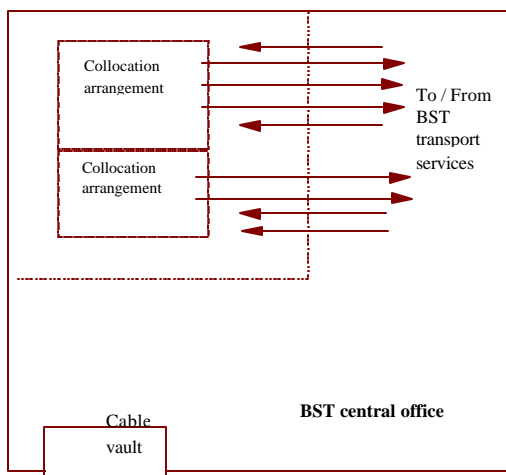 Collocation
arrangement
To / From
BST
transport
services
Collocation
arrangement
BST central office
Cable
vault